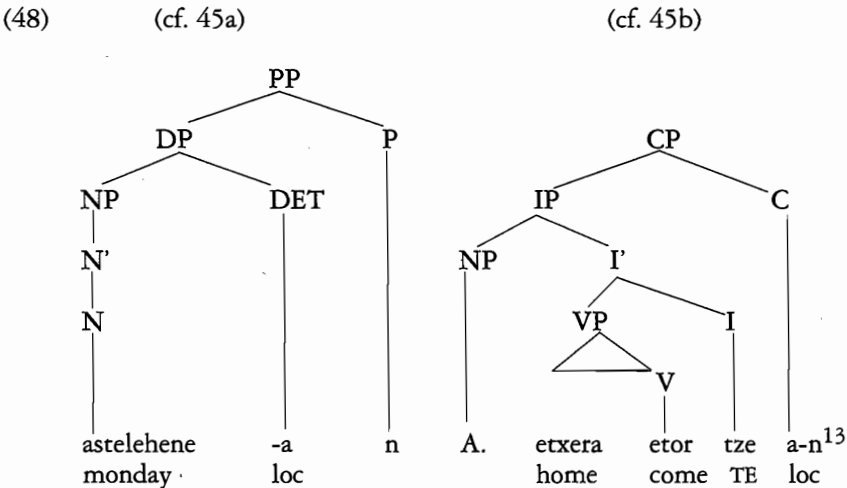 (48) (cf. 45a) (cf. 45b)
PP
DP P CP
NP DET IP C
N' NP I'
N VP I
V
astelehene -a n A. etxera etor tze a-n13
monday loc home come TE loc